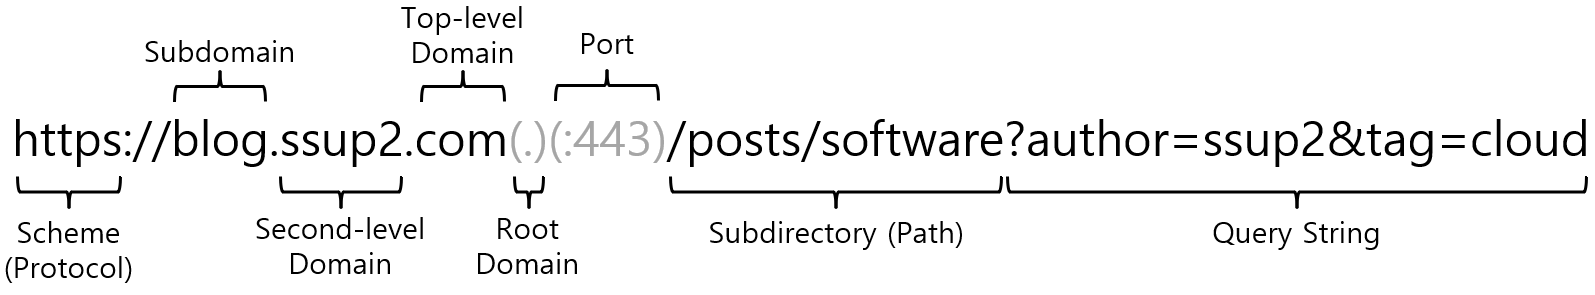 Top-level
Domain
Subdomain
Port
https://blog.ssup2.com(.)(:443)/posts/software?author=ssup2&tag=cloud
Scheme
(Protocol)
Second-level
Domain
Root
Domain
Subdirectory (Path)
Query String